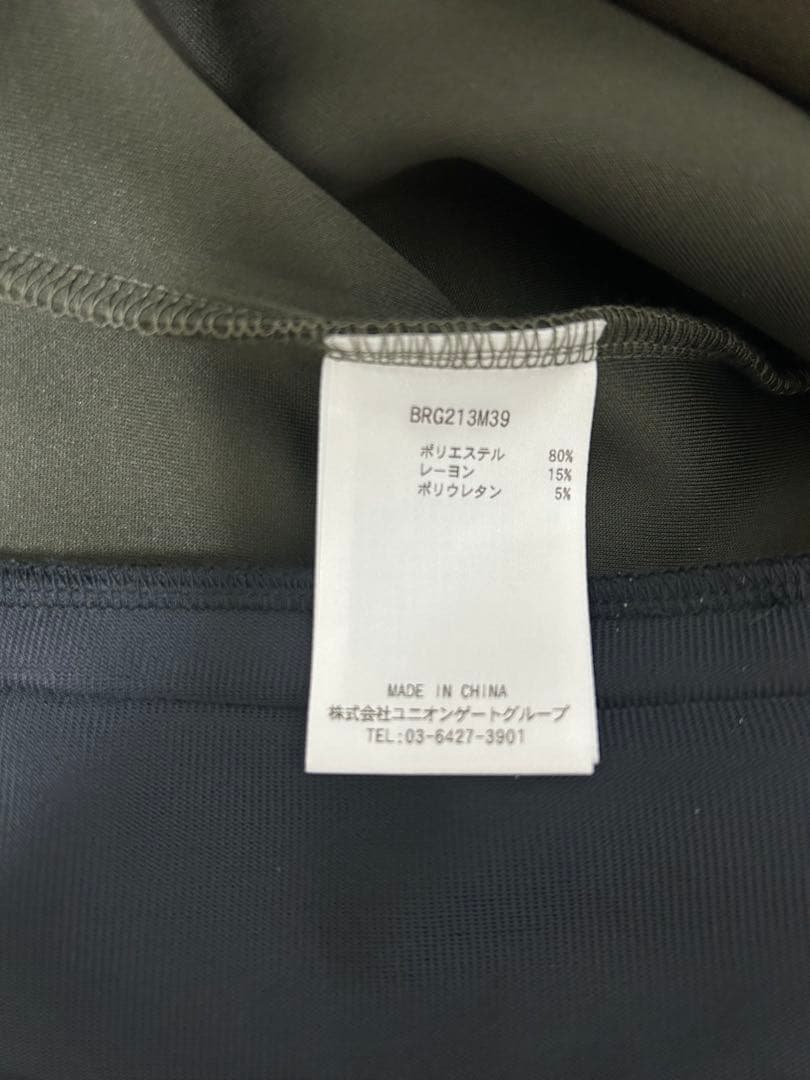 BRG213M39
ポリエステル 80%
レーヨン 15%
ポリウレタン 5%
MADE IN CHINA
株式会社ユニオンゲートグループ
TEL:03-6427-3901